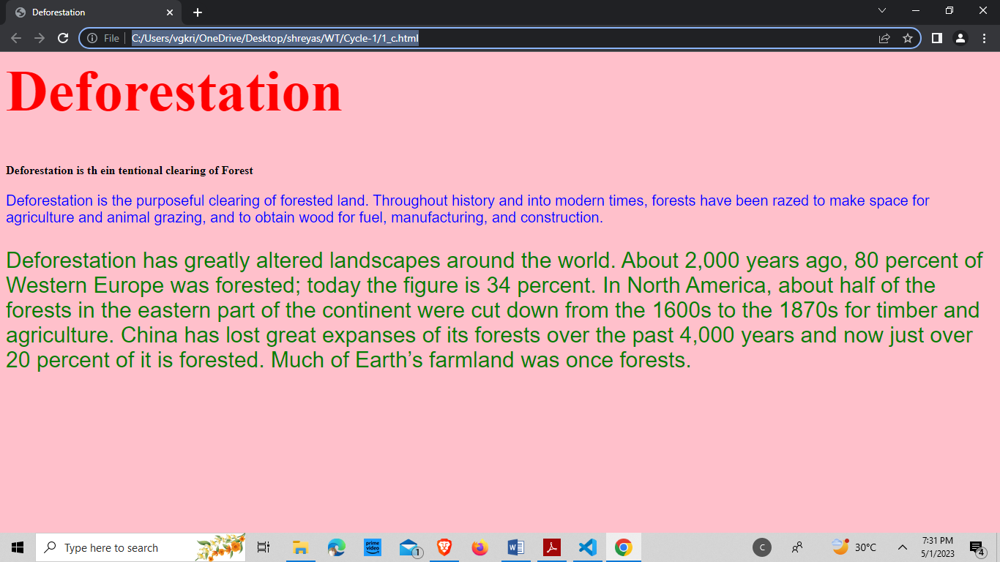 Deforestation
File
C:/Users/vgkri/OneDrive/Desktop/shreyas/WT/Cycle-1/1_c.html
Deforestation
Deforestation is th ein tentional clearing of Forest
Deforestation is the purposeful clearing of forested land. Throughout history and into modern times, forests have been razed to make space for
agriculture and animal grazing, and to obtain wood for fuel, manufacturing, and construction.
Deforestation has greatly altered landscapes around the world. About 2,000 years ago, 80 percent of
Western Europe was forested; today the figure is 34 percent. In North America, about half of the
forests in the eastern part of the continent were cut down from the 1600s to the 1870s for timber and
agriculture. China has lost great expanses of its forests over the past 4,000 years and now just over
20 percent of it is forested. Much of Earth’s farmland was once forests.
Type here to search
prime video
1
W
C
30°C
7:31 PM
5/1/2023
4